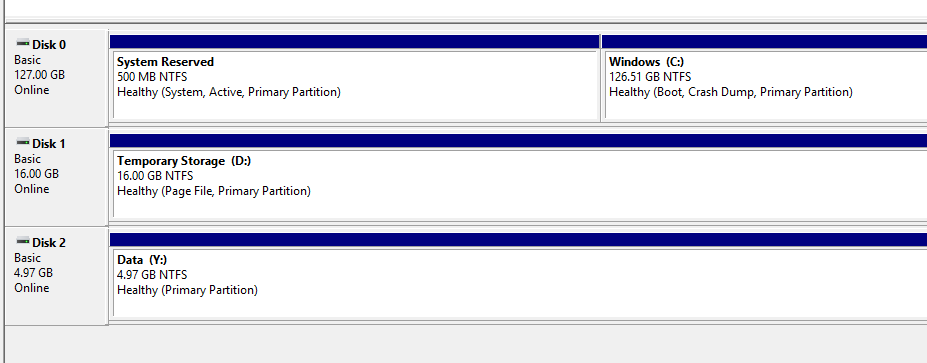 Disk 0
Basic
127.00 GB
Online
System Reserved
500 MB NTFS
Healthy (System, Active, Primary Partition)
Windows (C:)
126.51 GB NTFS
Healthy (Boot, Crash Dump, Primary Partition)
Disk 1
Basic
16.00 GB
Online
Temporary Storage (D:)
16.00 GB NTFS
Healthy (Page File, Primary Partition)
Disk 2
Basic
4.97 GB
Online
Data (Y:)
4.97 GB NTFS
Healthy (Primary Partition)